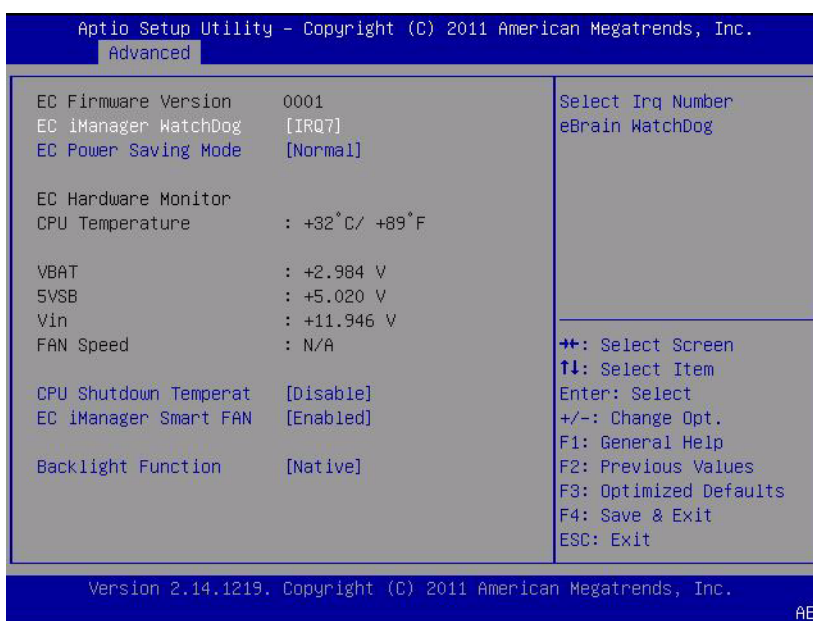 Aptio Setup Utility – Copyright (C) 2011 American Megatrends, Inc.
Advanced
EC Firmware Version 0001
EC iManager WatchDog [IRQ7]
EC Power Saving Mode [Normal]
EC Hardware Monitor
CPU Temperature : +32°C/ +89°F
VBAT : +2.984 V
5VSB : +5.020 V
Vin : +11.946 V
FAN Speed : N/A
CPU Shutdown Temperat [Disable]
EC iManager Smart FAN [Enabled]
Backlight Function [Native]
Select Irq Number
eBrain WatchDog
→←: Select Screen
↑↓: Select Item
Enter: Select
+/-: Change Opt.
F1: General Help
F2: Previous Values
F3: Optimized Defaults
F4: Save & Exit
ESC: Exit
Version 2.14.1219. Copyright (C) 2011 American Megatrends, Inc.
AB